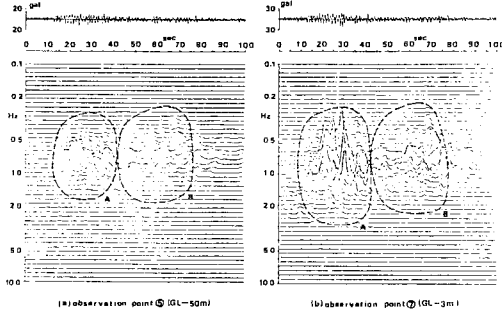 gal
20
20
sec
0 10 20 30 40 50 60 70 80 90 100
0.1
0.2
Hz
0.5
1.0
2.0
5.0
10.0
A
B
(a) observation point ⑤ (GL-50m)
gal
30
30
sec
0 10 20 30 40 50 60 70 80 90 100
0.1
0.2
Hz
0.5
1.0
2.0
5.0
10.0
A
B
(b) observation point ⑦ (GL-3m)